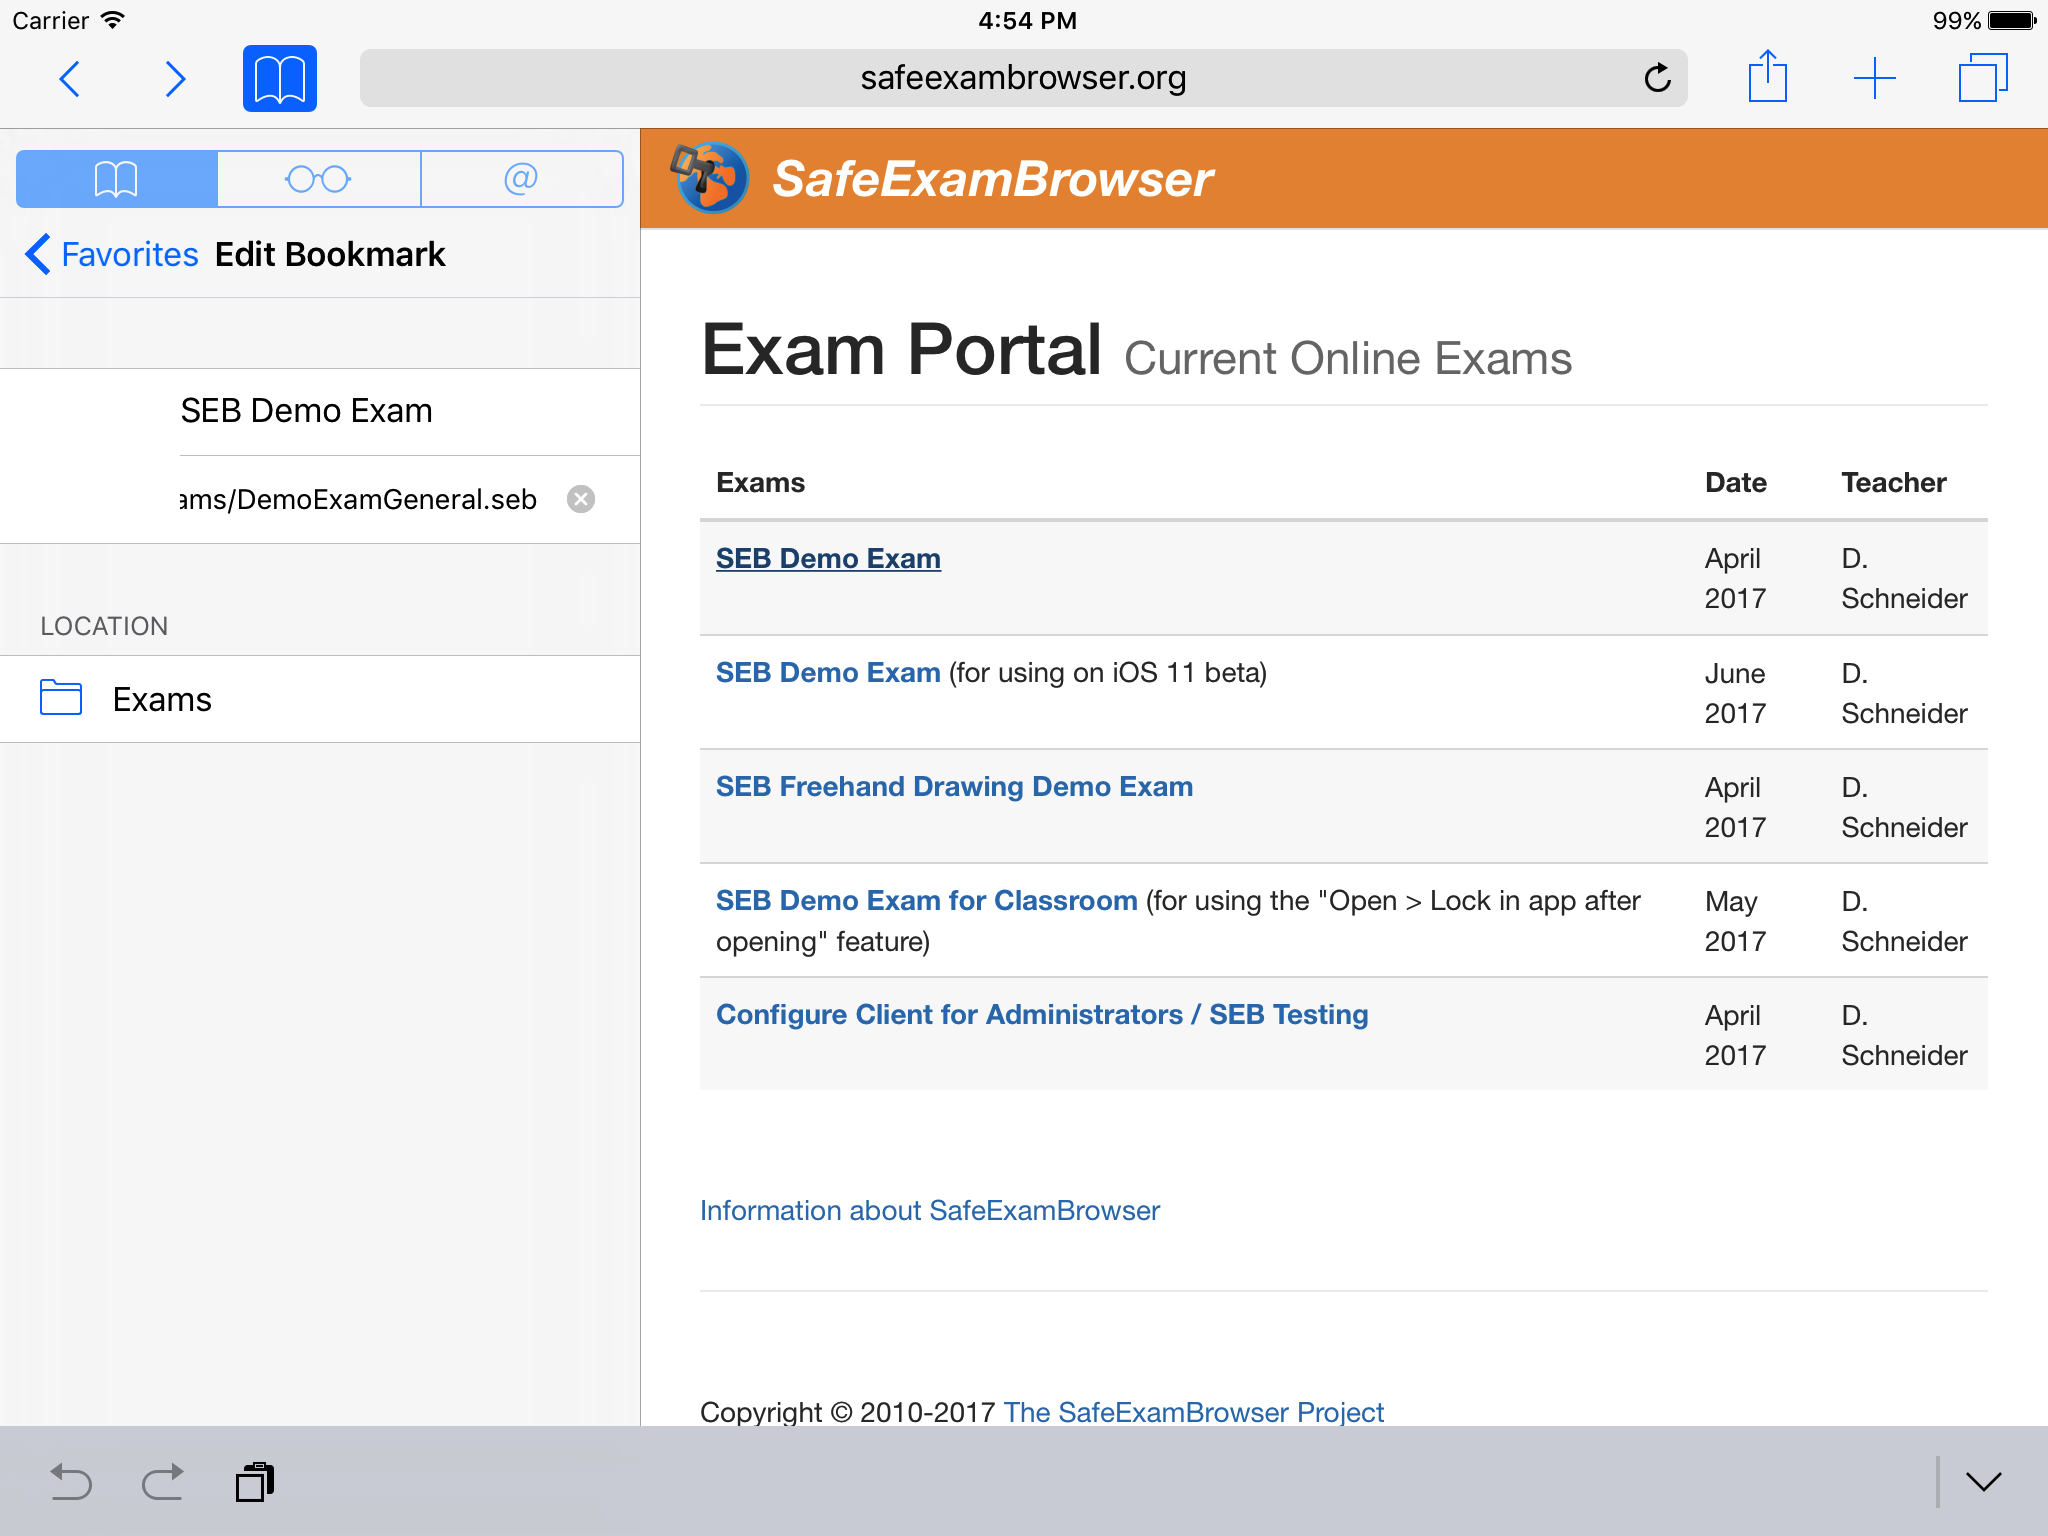 Carrier 4:54 PM 99%
safeexambrowser.org
@
Favorites Edit Bookmark
SEB Demo Exam
ams/DemoExamGeneral.seb
LOCATION
Exams
SafeExamBrowser
Exam Portal Current Online Exams
Exams Date Teacher
SEB Demo Exam April D.
2017 Schneider
SEB Demo Exam (for using on iOS 11 beta) June D.
2017 Schneider
SEB Freehand Drawing Demo Exam April D.
2017 Schneider
SEB Demo Exam for Classroom (for using the "Open > Lock in app after May D.
opening" feature) 2017 Schneider
Configure Client for Administrators / SEB Testing April D.
2017 Schneider
Information about SafeExamBrowser
Copyright © 2010-2017 The SafeExamBrowser Project